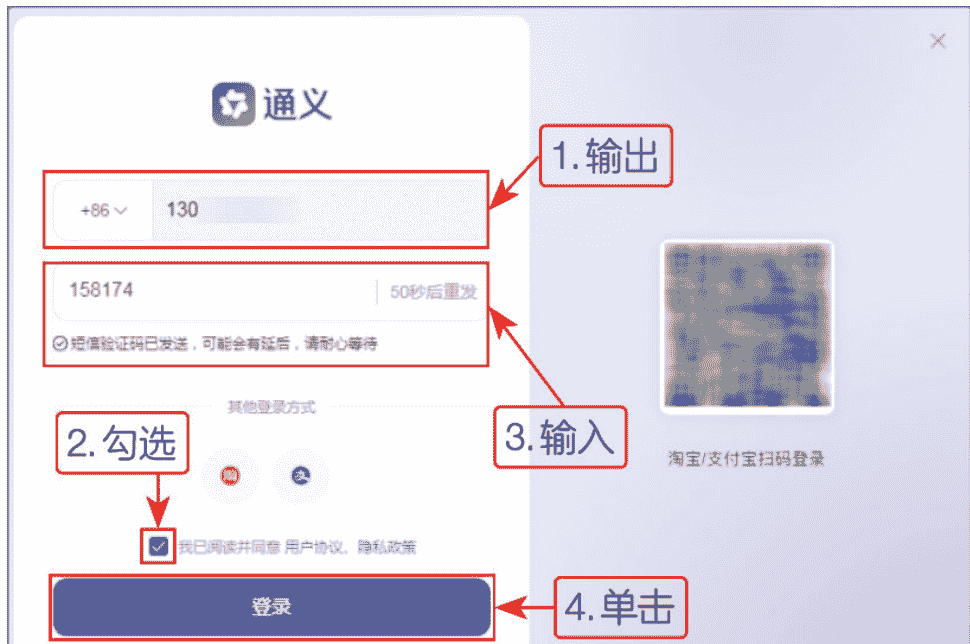 通义
1.输出
+86
130
158174
50秒后重发
短信验证码已发送，可能会有延后，请耐心等待
其他登录方式
2.勾选
3.输入
淘宝/支付宝扫码登录
我已阅读并同意 用户协议、隐私政策
登录
4.单击